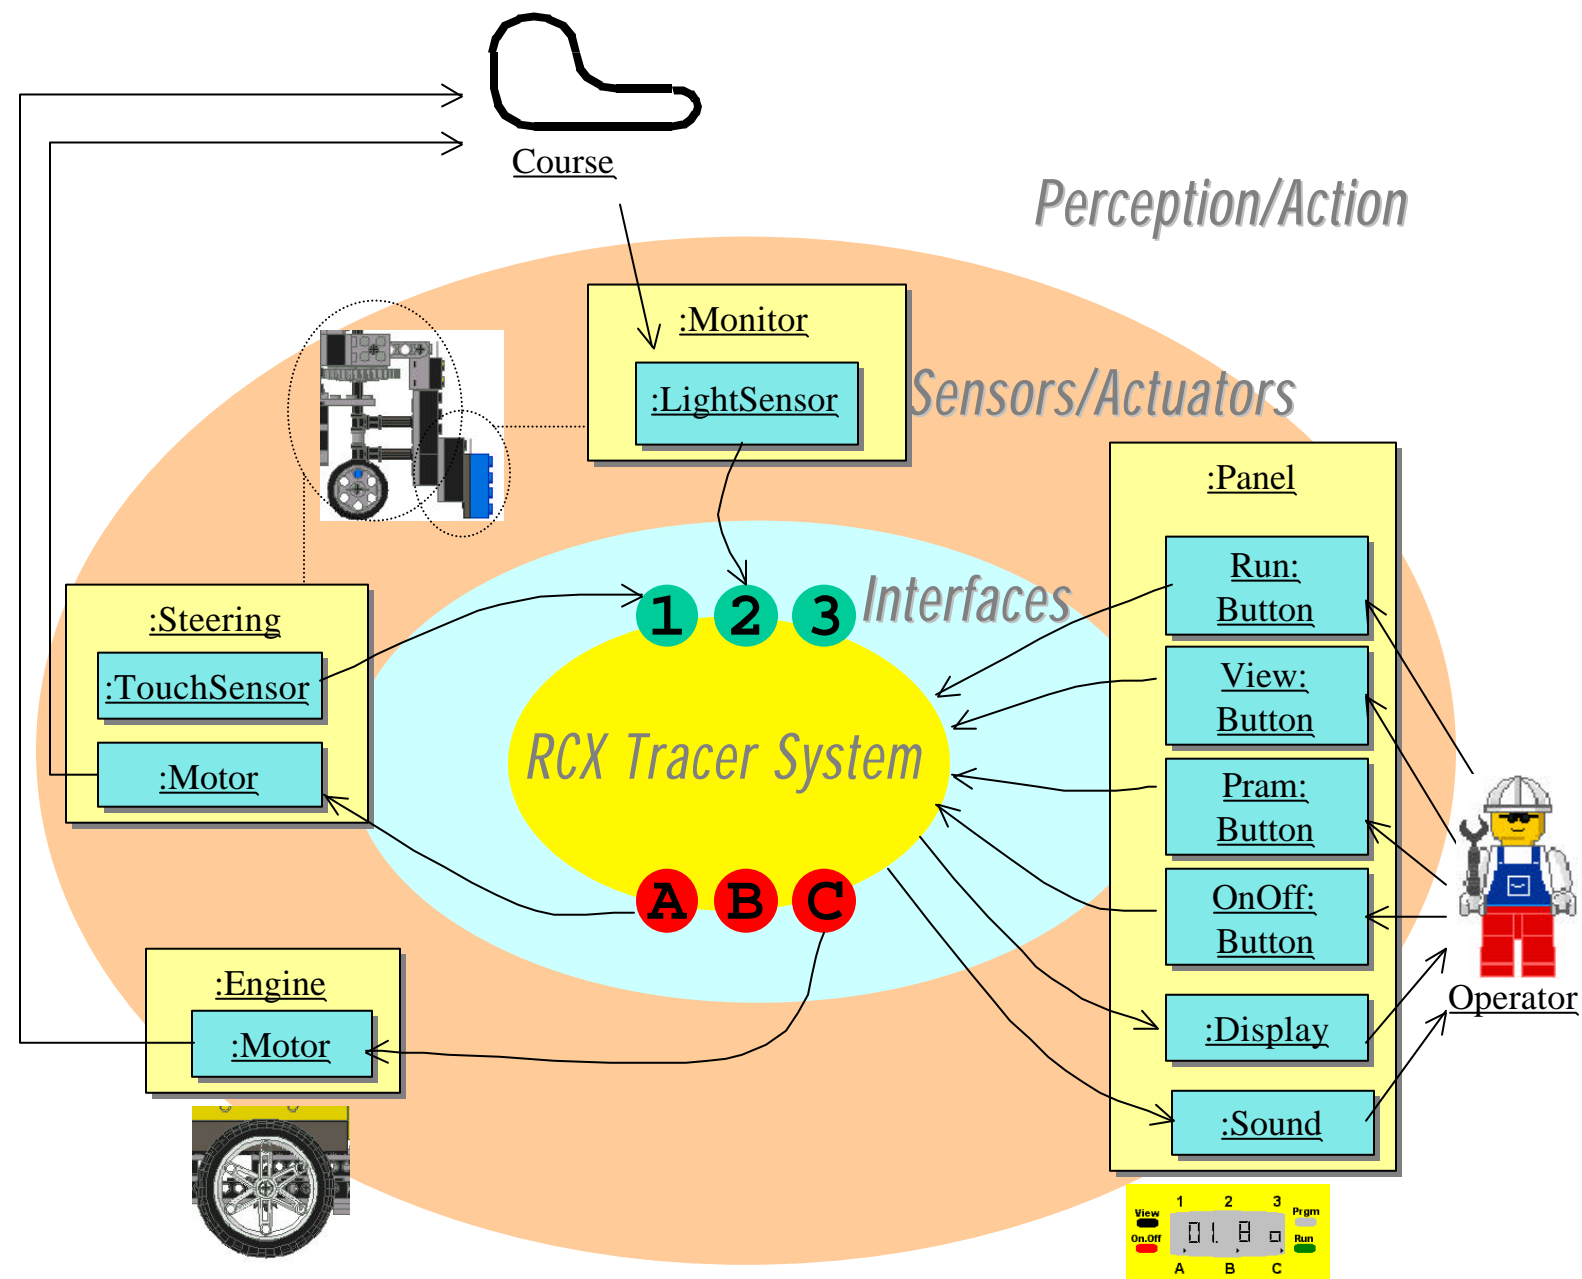 Course
Perception/Action
:Monitor
:LightSensor
Sensors/Actuators
:Panel
Run:
Button
View:
Button
Pram:
Button
OnOff:
Button
:Display
:Sound
Interfaces
1 2 3
:Steering
:TouchSensor
:Motor
RCX Tracer System
A B C
:Engine
:Motor
Operator
1 2 3
View
Prgm
01. 8
On.Off
Run
A B C